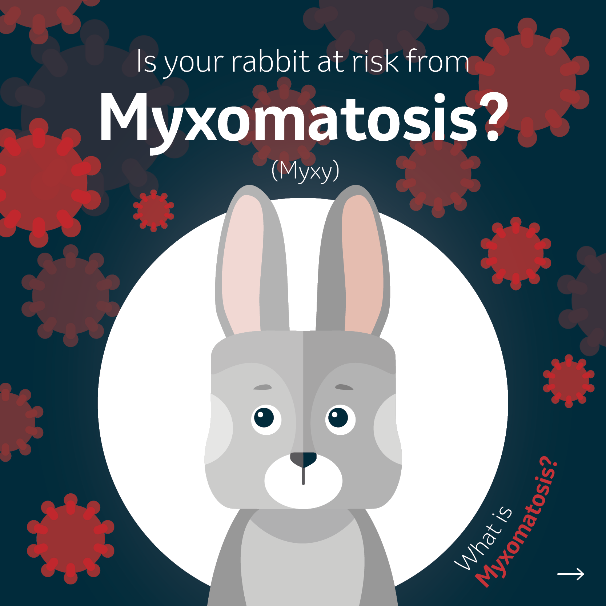 Is your rabbit at risk from
Myxomatosis?
(Myxy)
What is
Myxomatosis?